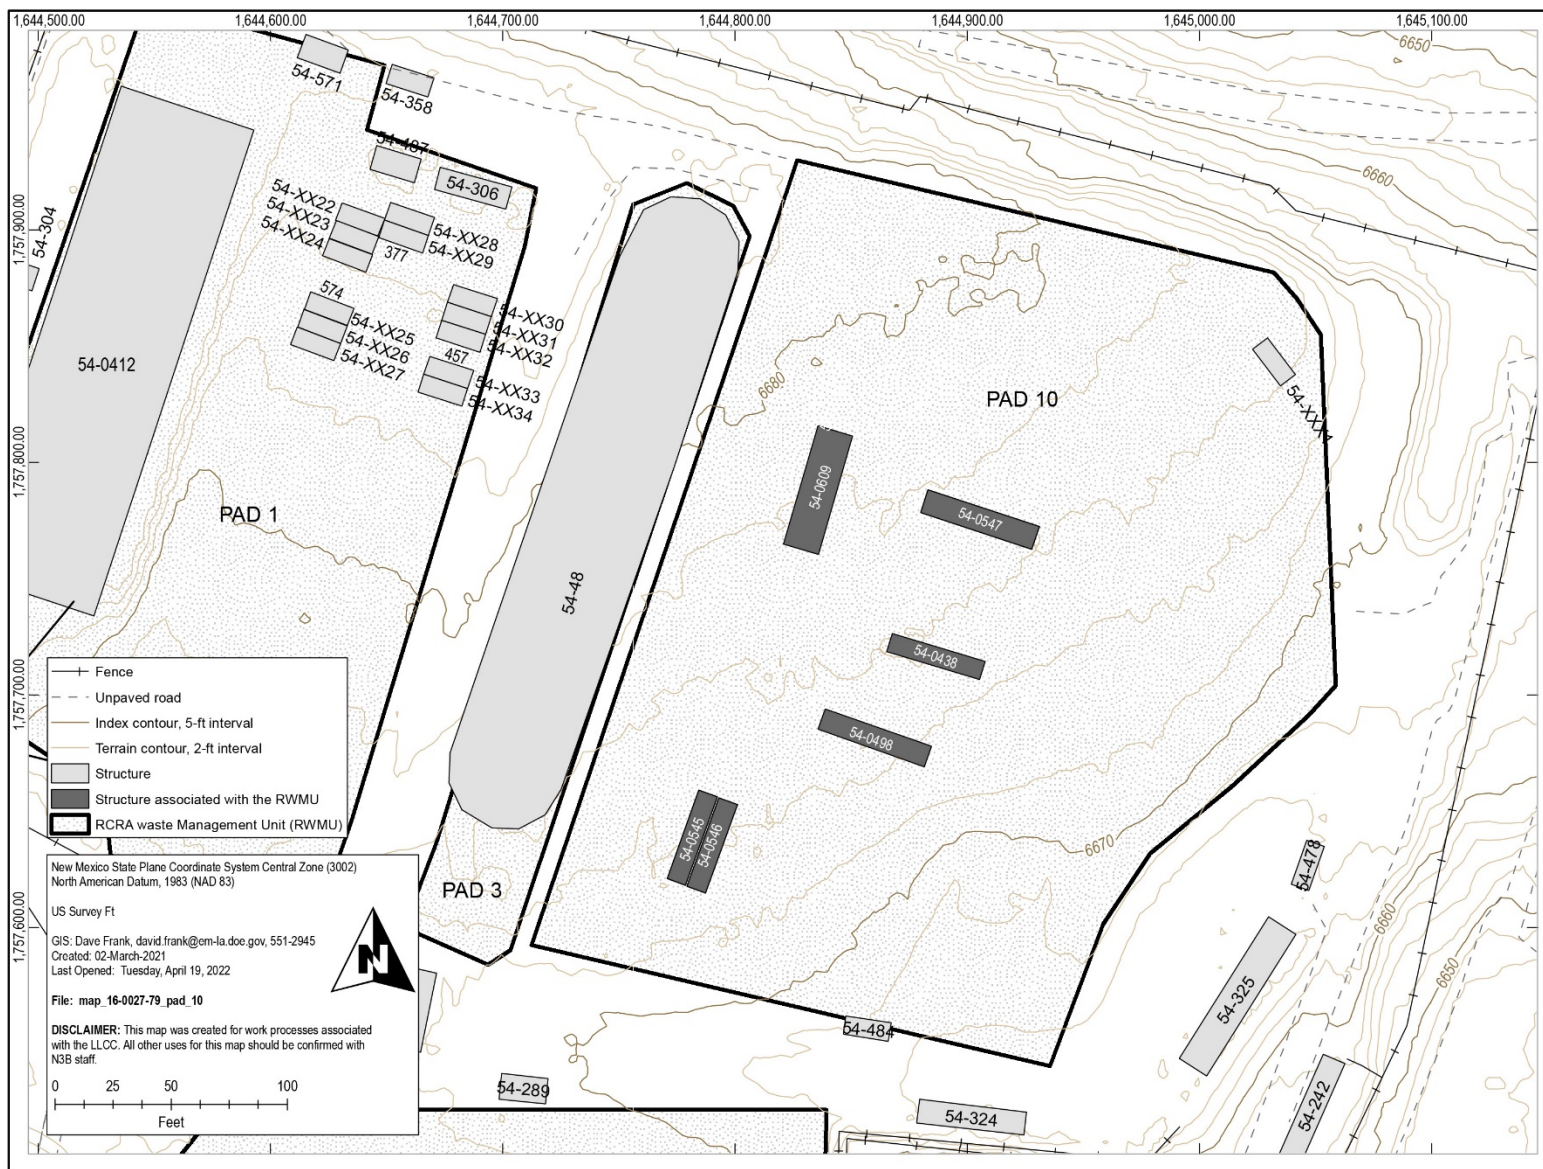 1,644,500.00
1,644,600.00
1,644,700.00
1,644,800.00
1,644,900.00
1,645,000.00
1,645,100.00
1,757,900.00
1,757,800.00
1,757,700.00
1,757,600.00
6650
6660
54-571
54-358
54-487
54-306
54-304
54-XX22
54-XX23
54-XX24
54-XX28
54-XX29
377
574
54-XX25
54-XX26
54-XX27
54-XX30
54-XX31
54-XX32
457
54-XX33
54-XX34
54-0412
6680
PAD 10
54-0609
54-0547
PAD 1
54-48
54-0438
54-0498
54-0545
54-0546
6670
54-478
6660
6650
PAD 3
54-325
54-484
54-289
54-324
54-242
Fence
Unpaved road
Index contour, 5-ft interval
Terrain contour, 2-ft interval
Structure
Structure associated with the RWMU
RCRA waste Management Unit (RWMU)
New Mexico State Plane Coordinate System Central Zone (3002)
North American Datum, 1983 (NAD 83)
US Survey Ft
GIS: Dave Frank, david.frank@em-la.doe.gov, 551-2945
Created: 02-March-2021
Last Opened: Tuesday, April 19, 2022
File: map_16-0027-79_pad_10
DISCLAIMER: This map was created for work processes associated
with the LLCC. All other uses for this map should be confirmed with
N3B staff.
N
0 25 50 100
Feet